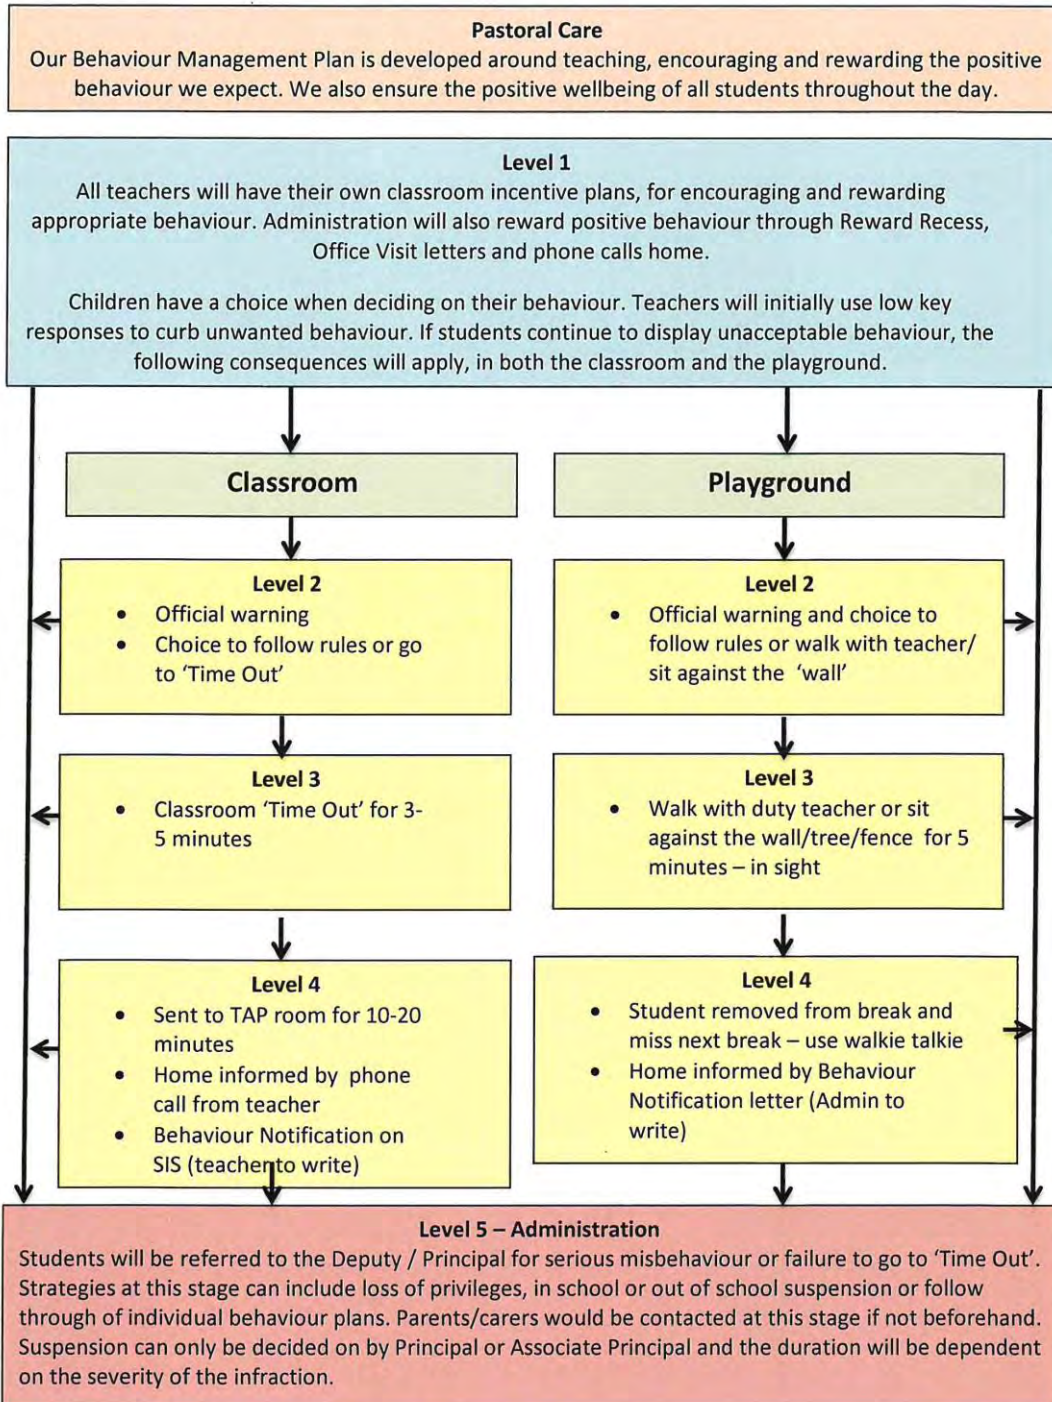 Pastoral Care
Our Behaviour Management Plan is developed around teaching, encouraging and rewarding the positive
behaviour we expect. We also ensure the positive wellbeing of all students throughout the day.
Level 1
All teachers will have their own classroom incentive plans, for encouraging and rewarding
appropriate behaviour. Administration will also reward positive behaviour through Reward Recess,
Office Visit letters and phone calls home.
Children have a choice when deciding on their behaviour. Teachers will initially use low key
responses to curb unwanted behaviour. If students continue to display unacceptable behaviour, the
following consequences will apply, in both the classroom and the playground.
Classroom
Level 2
• Official warning
• Choice to follow rules or go
to ‘Time Out’
Level 3
• Classroom ‘Time Out’ for 3-
5 minutes
Level 4
• Sent to TAP room for 10-20
minutes
• Home informed by phone
call from teacher
• Behaviour Notification on
SIS (teacher to write)
Playground
Level 2
• Official warning and choice to
follow rules or walk with teacher/
sit against the ‘wall’
Level 3
• Walk with duty teacher or sit
against the wall/tree/fence for 5
minutes – in sight
Level 4
• Student removed from break and
miss next break – use walkie talkie
• Home informed by Behaviour
Notification letter (Admin to
write)
Level 5 – Administration
Students will be referred to the Deputy / Principal for serious misbehaviour or failure to go to ‘Time Out’.
Strategies at this stage can include loss of privileges, in school or out of school suspension or follow
through of individual behaviour plans. Parents/carers would be contacted at this stage if not beforehand.
Suspension can only be decided on by Principal or Associate Principal and the duration will be dependent
on the severity of the infraction.